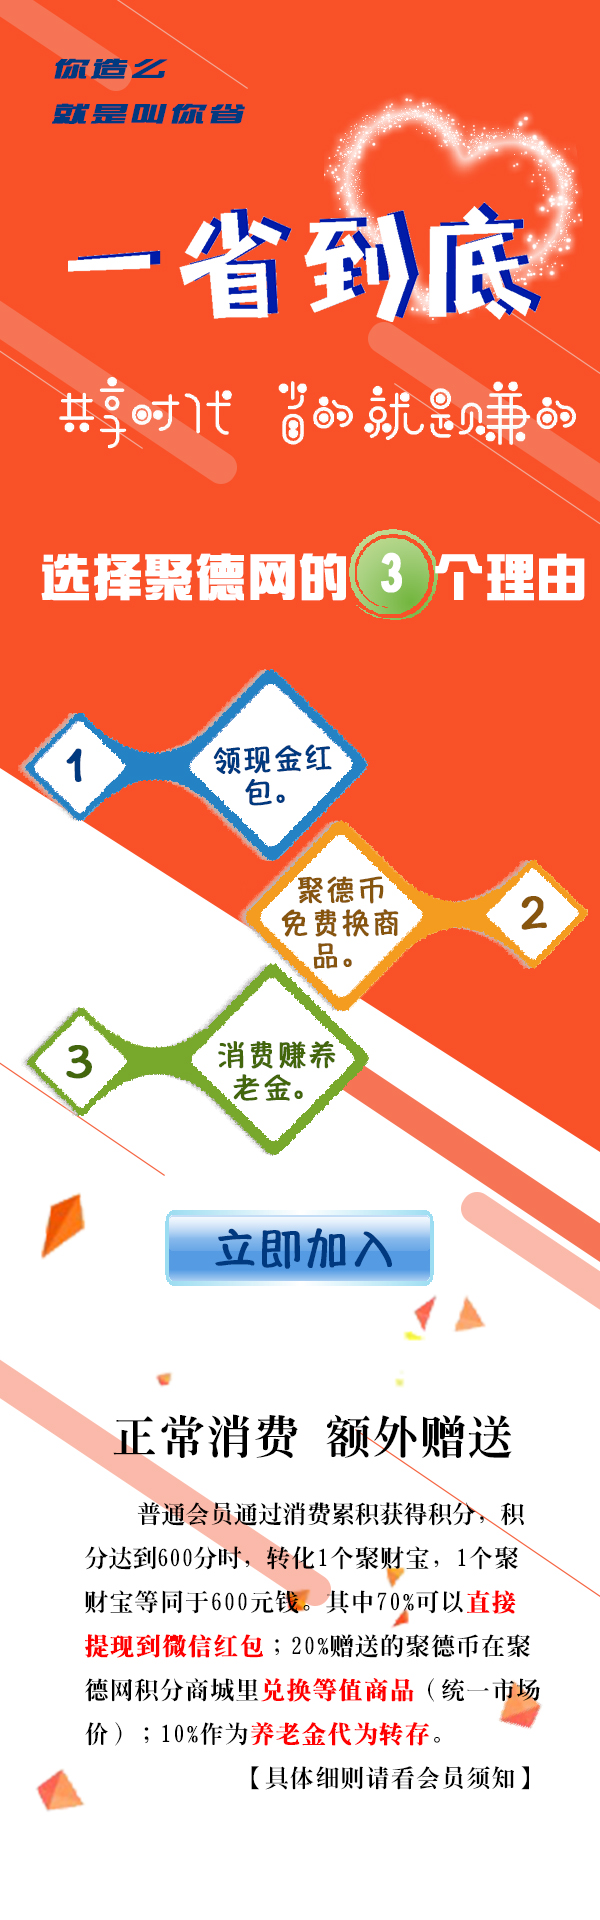 你造么
就是叫你省
一省到底
共享时代 省的就是赚的
选择聚德网的3个理由
1
领现金红
包。
聚德币
免费换商
品。
2
3
消费赚养
老金。
立即加入
正常消费 额外赠送
普通会员通过消费累积获得积分，积
分达到600分时，转化1个聚财宝，1个聚
财宝等同于600元钱。其中70%可以直接
提现到微信红包；20%赠送的聚德币在聚
德网积分商城里兑换等值商品（统一市场
价）；10%作为养老金代为转存。
【具体细则请看会员须知】